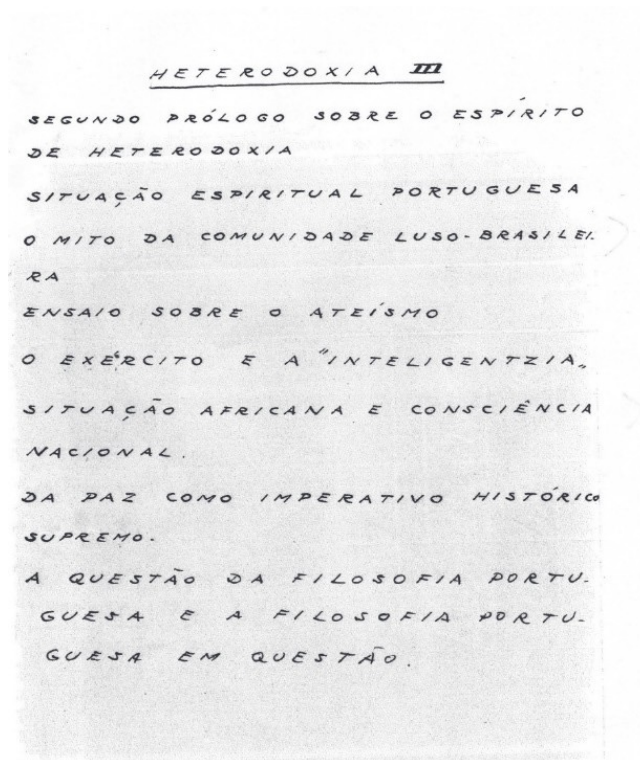 HETERODOXIA III
SEGUNDO PRÓLOGO SOBRE O ESPÍRITO
DE HETERODOXIA
SITUAÇÃO ESPIRITUAL PORTUGUESA
O MITO DA COMUNIDADE LUSO-BRASILEI-
RA
ENSAIO SOBRE O ATEÍSMO
O EXÉRCITO E A "INTELIGENTZIA„
SITUAÇÃO AFRICANA E CONSCIÊNCIA
NACIONAL.
DA PAZ COMO IMPERATIVO HISTÓRICO
SUPREMO.
A QUESTÃO DA FILOSOFIA PORTU-
GUESA E A FILOSOFIA PORTU-
GUESA EM QUESTÃO.